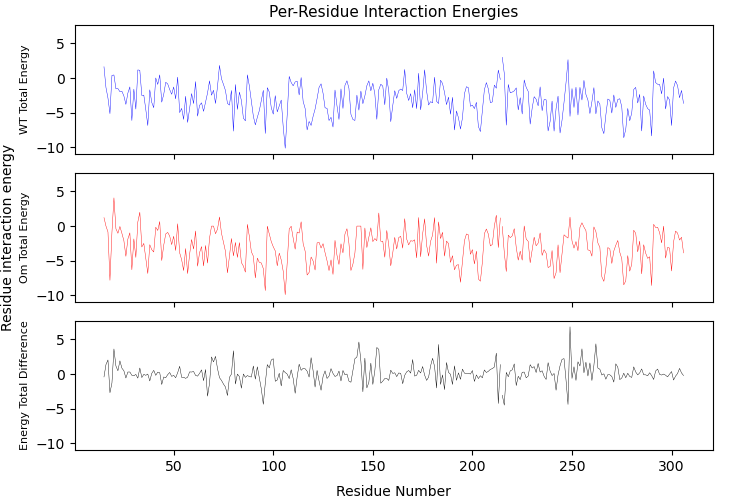 Per-Residue Interaction Energies
Residue interaction energy
WT Total Energy
5
0
−5
−10
Om Total Energy
5
0
−5
−10
Energy Total Difference
5
0
−5
−10
50 100 150 200 250 300
Residue Number